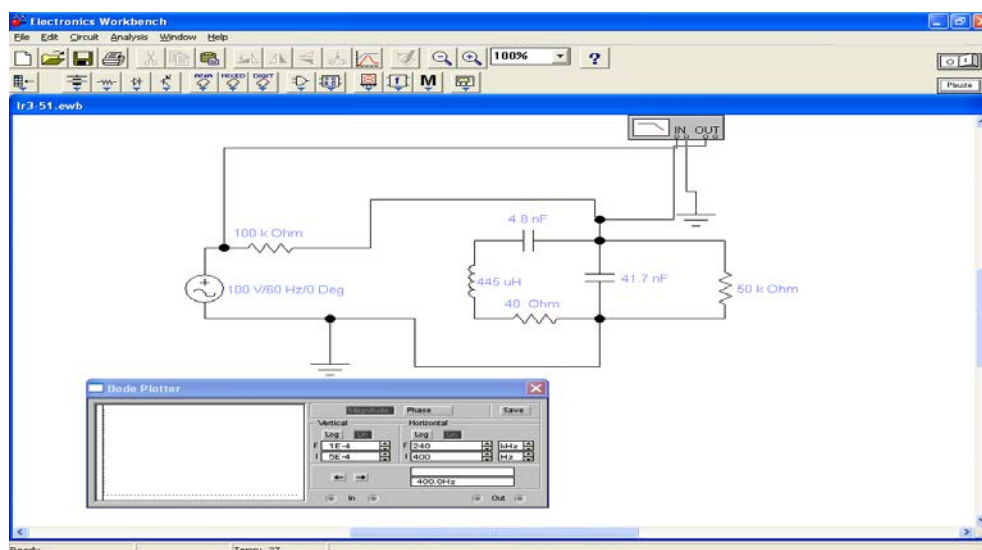 Electronics Workbench
File Edit Circuit Analysis Window Help
100% ?
ANA MIXED DIGIT
M
Pause
lr3-51.ewb
IN OUT
4.8 nF
100 k Ohm
445 uH
41.7 nF
100 V/60 Hz/0 Deg
50 k Ohm
40 Ohm
Bode Plotter
Magnitude Phase Save
Vertical Horizontal
Log Lin Log Lin
F 1E-4 F 240 kHz
I 5E-4 I 400 Hz
400.0Hz
In Out
Ready Temp: 27